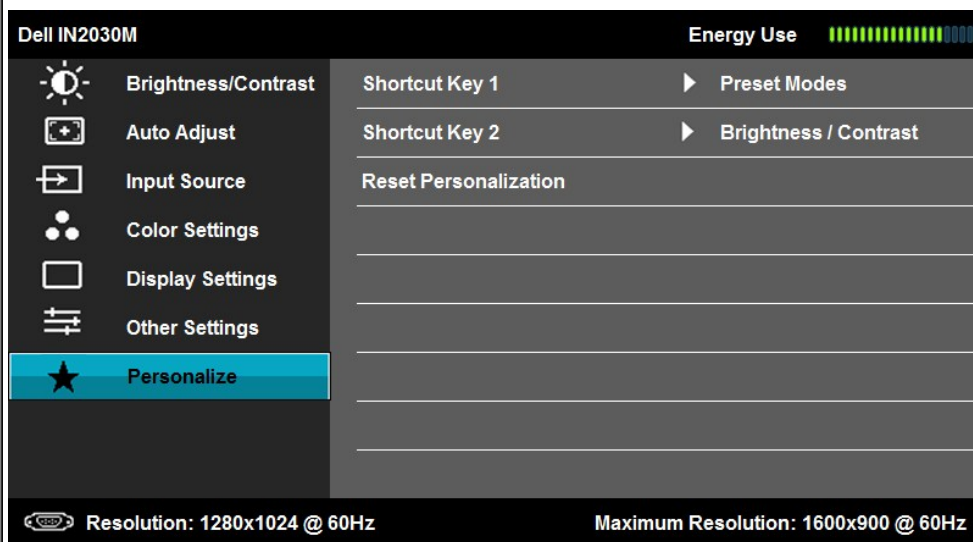 Dell IN2030M Energy Use
Brightness/Contrast Shortcut Key 1 Preset Modes
Auto Adjust Shortcut Key 2 Brightness / Contrast
Input Source Reset Personalization
Color Settings
Display Settings
Other Settings
Personalize
Resolution: 1280x1024 @ 60Hz Maximum Resolution: 1600x900 @ 60Hz